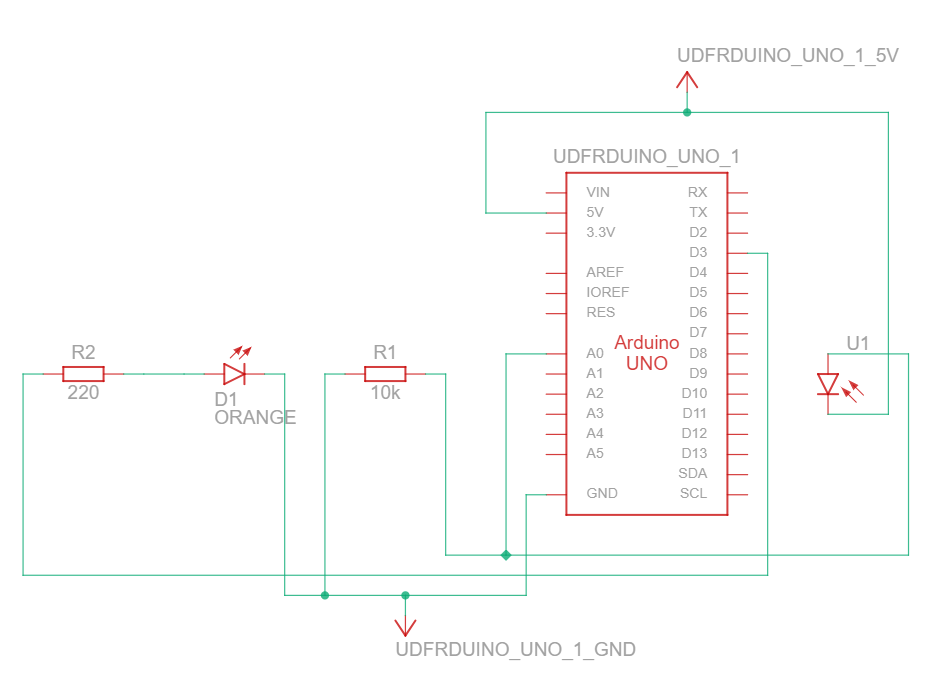 UDFRDUINO_UNO_1_5V
UDFRDUINO_UNO_1
VIN RX
5V TX
3.3V D2
D3
AREF D4
IOREF D5
RES D6
D7
Arduino
UNO
A0 D8
A1 D9
A2 D10
A3 D11
A4 D12
A5 D13
SDA
GND SCL
U1
R2
220
D1
ORANGE
R1
10k
UDFRDUINO_UNO_1_GND